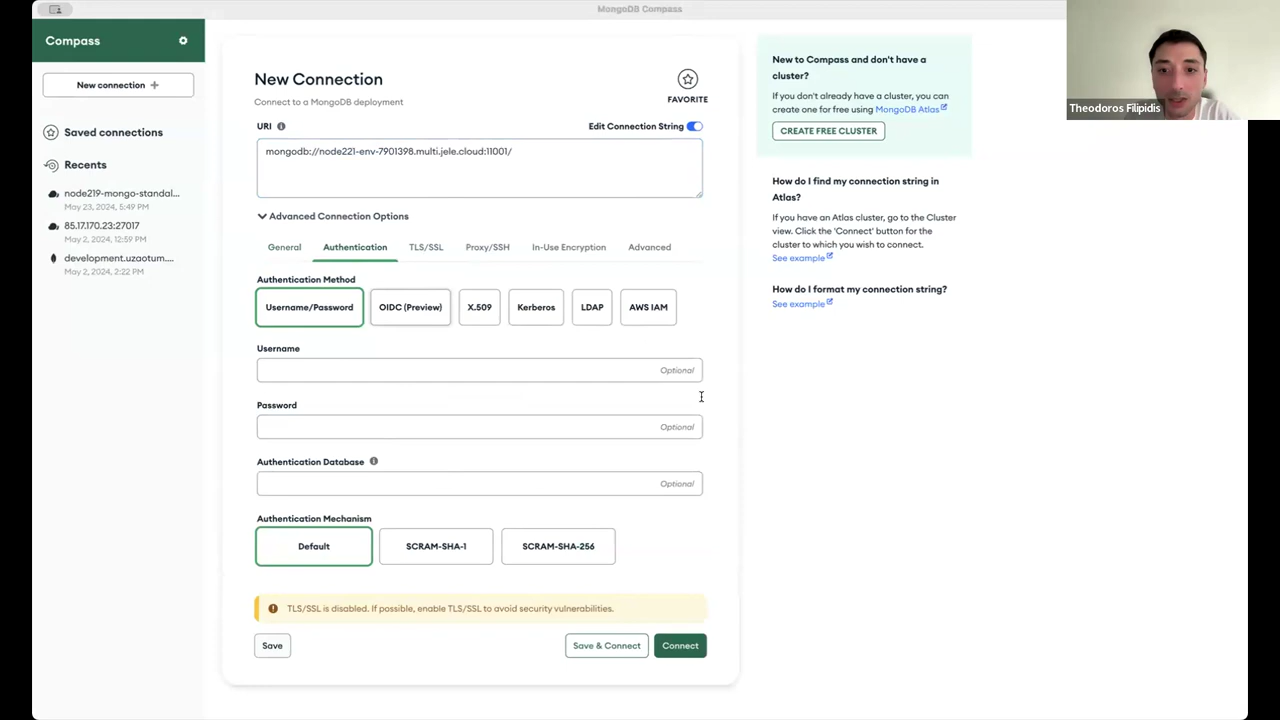 MongoDB Compass
Compass
New connection
Saved connections
Recents
node219-mongo-standal...
May 23, 2024, 5:49 PM
85.17.170.23:27017
May 2, 2024, 12:59 PM
development.uzaotum....
May 2, 2024, 2:22 PM
New Connection
Connect to a MongoDB deployment
FAVORITE
URI
Edit Connection String
mongodb://node221-env-7901398.multi.jele.cloud:11001/
Advanced Connection Options
General Authentication TLS/SSL Proxy/SSH In-Use Encryption Advanced
Authentication Method
Username/Password OIDC (Preview) X.509 Kerberos LDAP AWS IAM
Username
Optional
Password
Optional
Authentication Database
Optional
Authentication Mechanism
Default SCRAM-SHA-1 SCRAM-SHA-256
TLS/SSL is disabled. If possible, enable TLS/SSL to avoid security vulnerabilities.
Save Save & Connect Connect
New to Compass and don't have a
cluster?
If you don't already have a cluster, you can
create one for free using MongoDB Atlas
CREATE FREE CLUSTER
How do I find my connection string in
Atlas?
If you have an Atlas cluster, go to the Cluster
view. Click the 'Connect' button for the
cluster to which you wish to connect.
See example
How do I format my connection string?
See example
Theodoros Filipidis